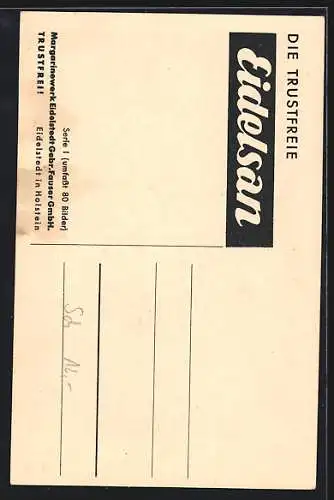 DIE TRUSTFREIE
Eidelsan
Serie I (umfaßt 80 Bilder)
Margarinewerk Eidelstedt Gebr. Fauser GmbH.
TRUSTFREI! Eidelstedt in Holstein